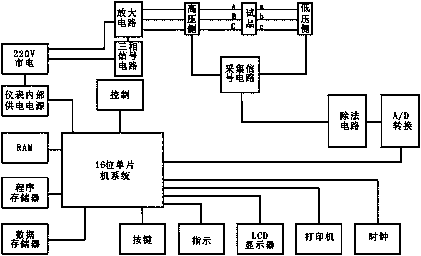 放大
电路
高压
侧
A
B
C
试
品
a
b
c
低压
侧
220V
市电
三相
信号
电路
采集信
号电路
仪表内部
供电电源
控制
除法
电路
A/D
转换
RAM
16位单片
机系统
程序
存储器
数据
存储器
按键
指示
LCD
显示器
打印机
时钟